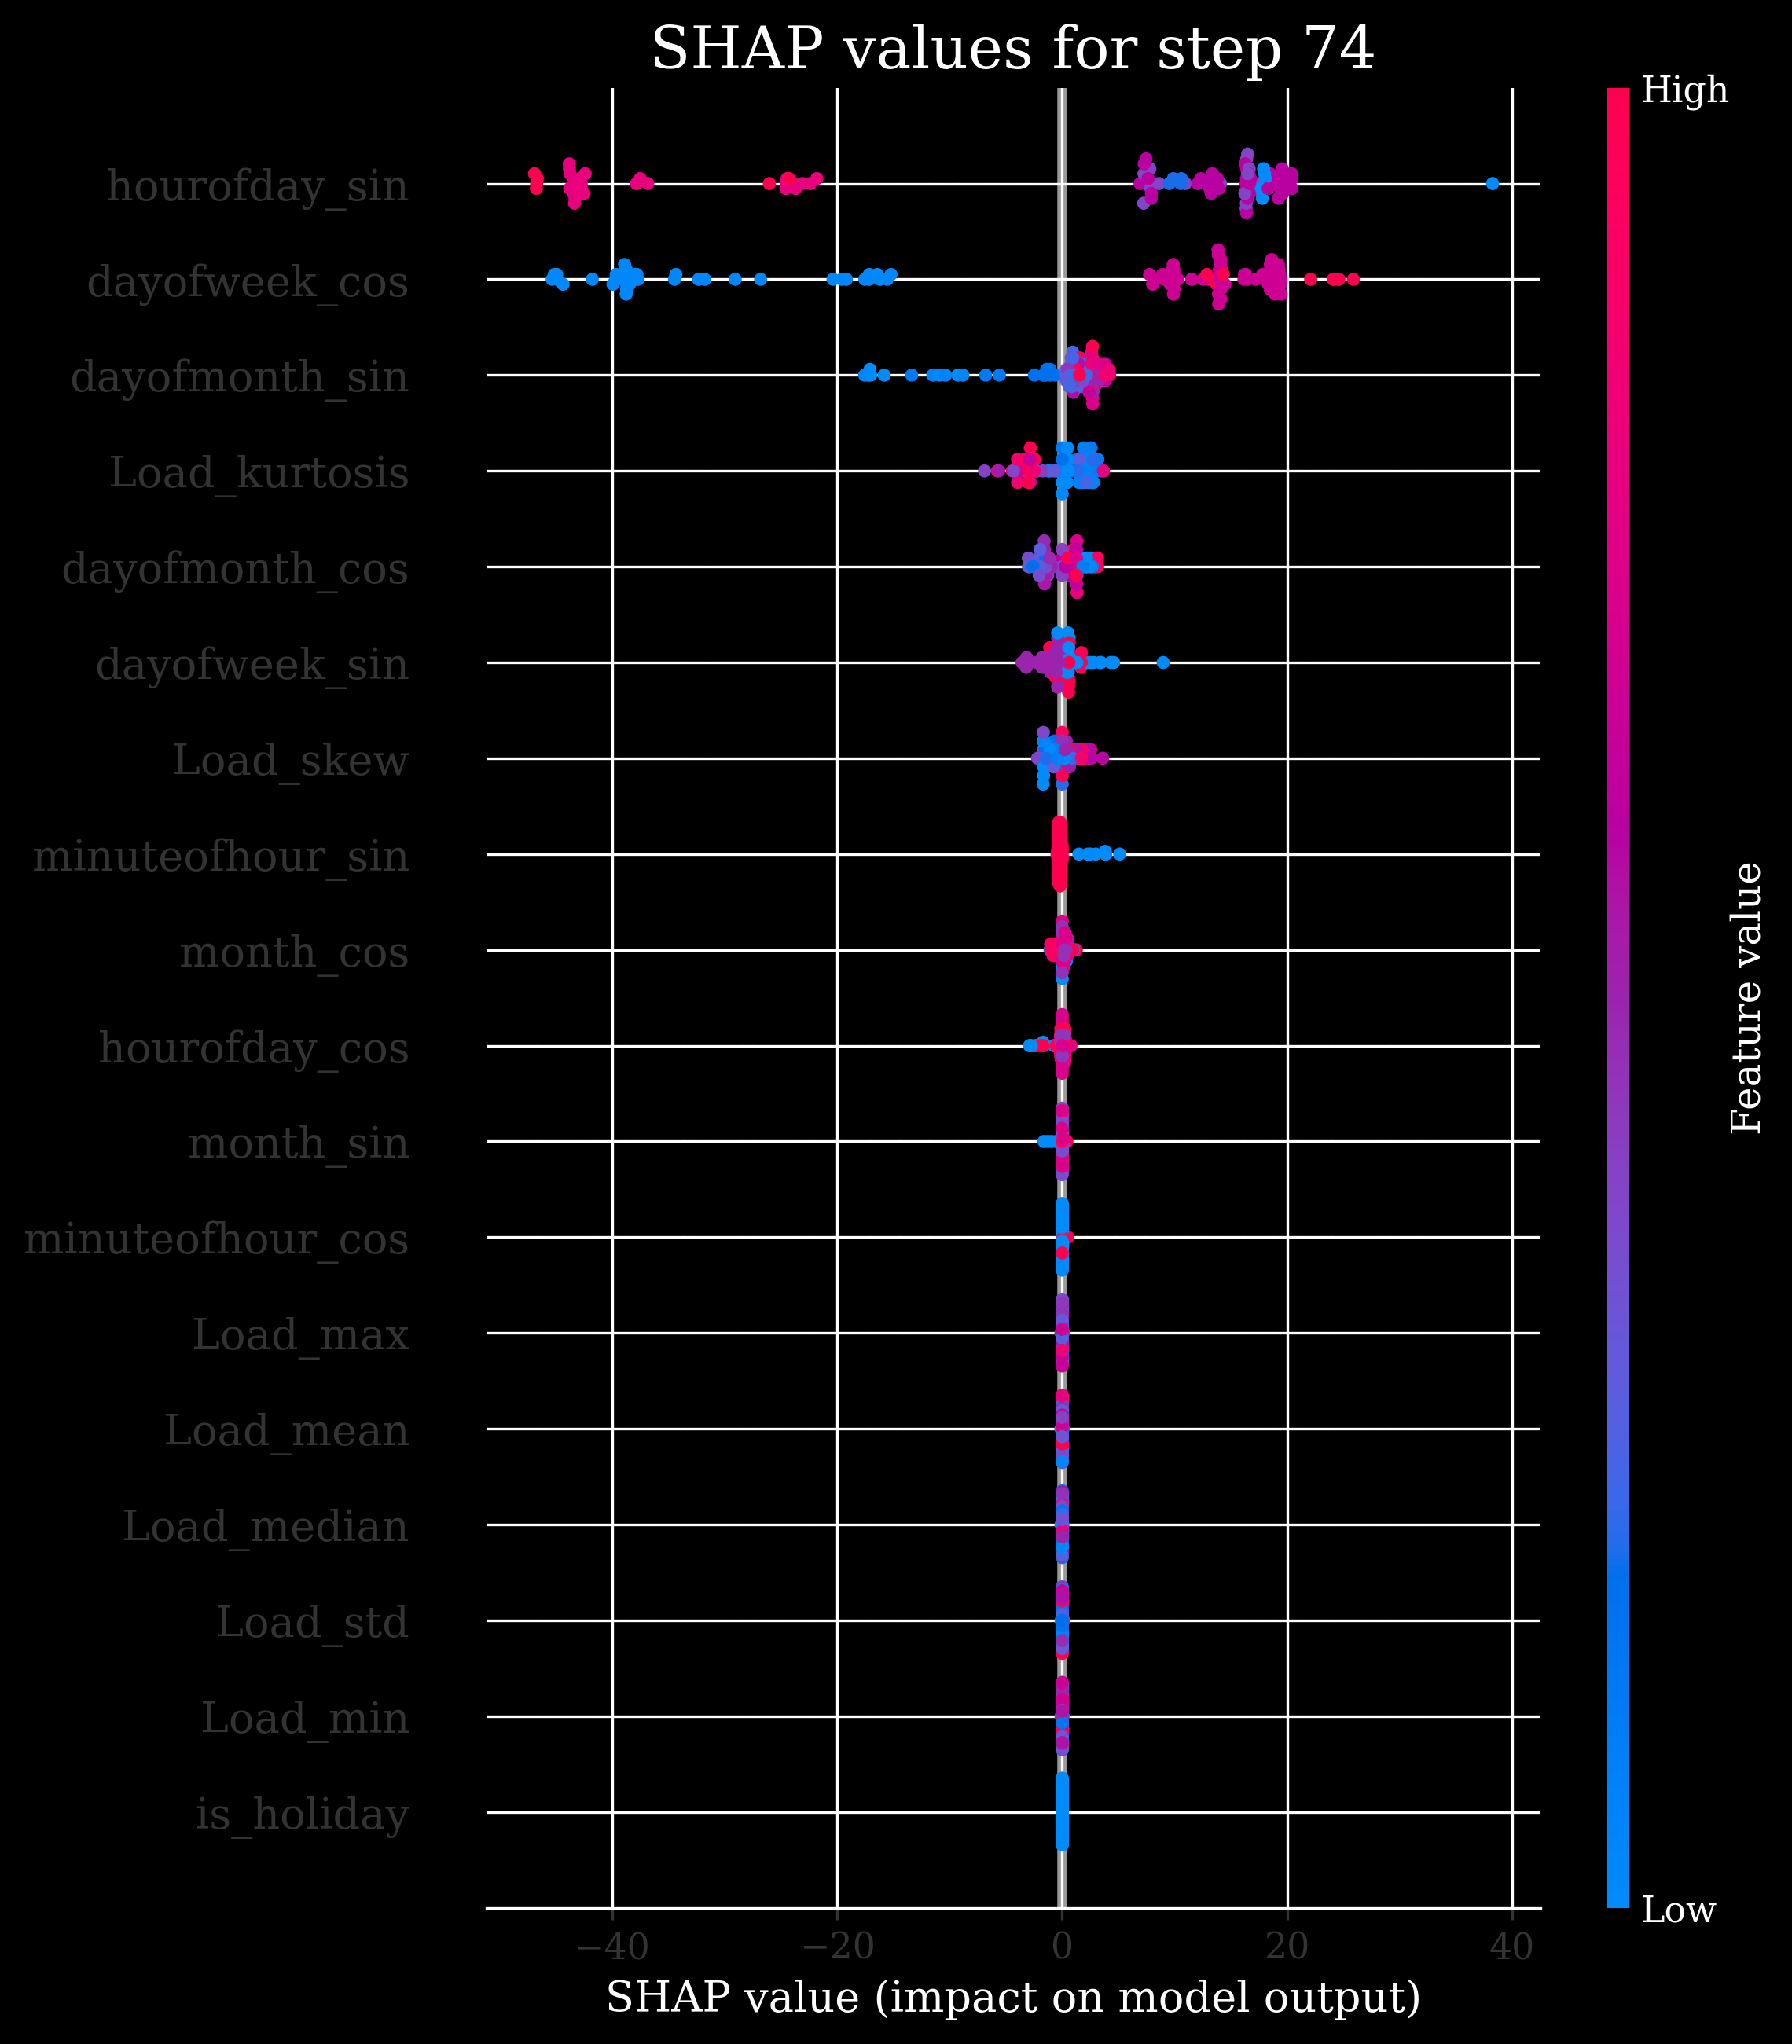 SHAP values for step 74
High
hourofday_sin
dayofweek_cos
dayofmonth_sin
Load_kurtosis
dayofmonth_cos
dayofweek_sin
Load_skew
minuteofhour_sin
month_cos
hourofday_cos
month_sin
minuteofhour_cos
Load_max
Load_mean
Load_median
Load_std
Load_min
is_holiday
Feature value
Low
−40 −20 0 20 40
SHAP value (impact on model output)